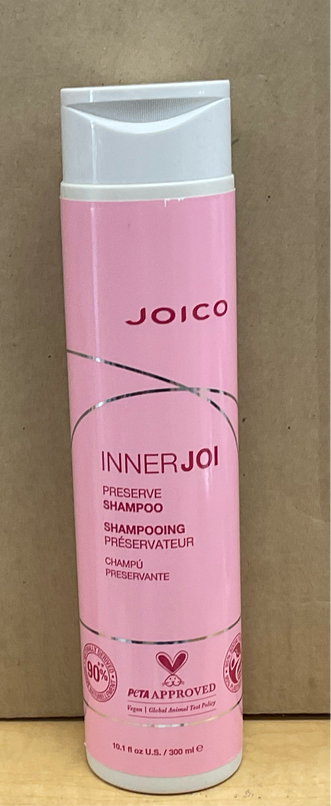 JOICO
INNERJOI
PRESERVE
SHAMPOO
SHAMPOOING
PRÉSERVATEUR
CHAMPÚ
PRESERVANTE
90%
PeTA APPROVED
Vegan | Global Animal Test Policy
10.1 fl oz U.S. / 300 ml ℮